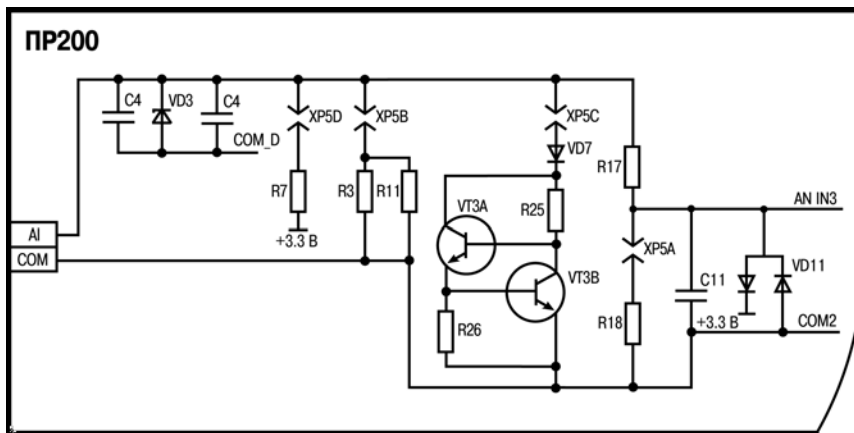 ПР200
C4
VD3
C4
COM_D
XP5D
XP5B
XP5C
VD7
R17
R7
R3
R11
R25
VT3A
AN IN3
+3.3 В
AI
COM
XP5A
VT3B
C11
VD11
R26
R18
+3.3 В
COM2